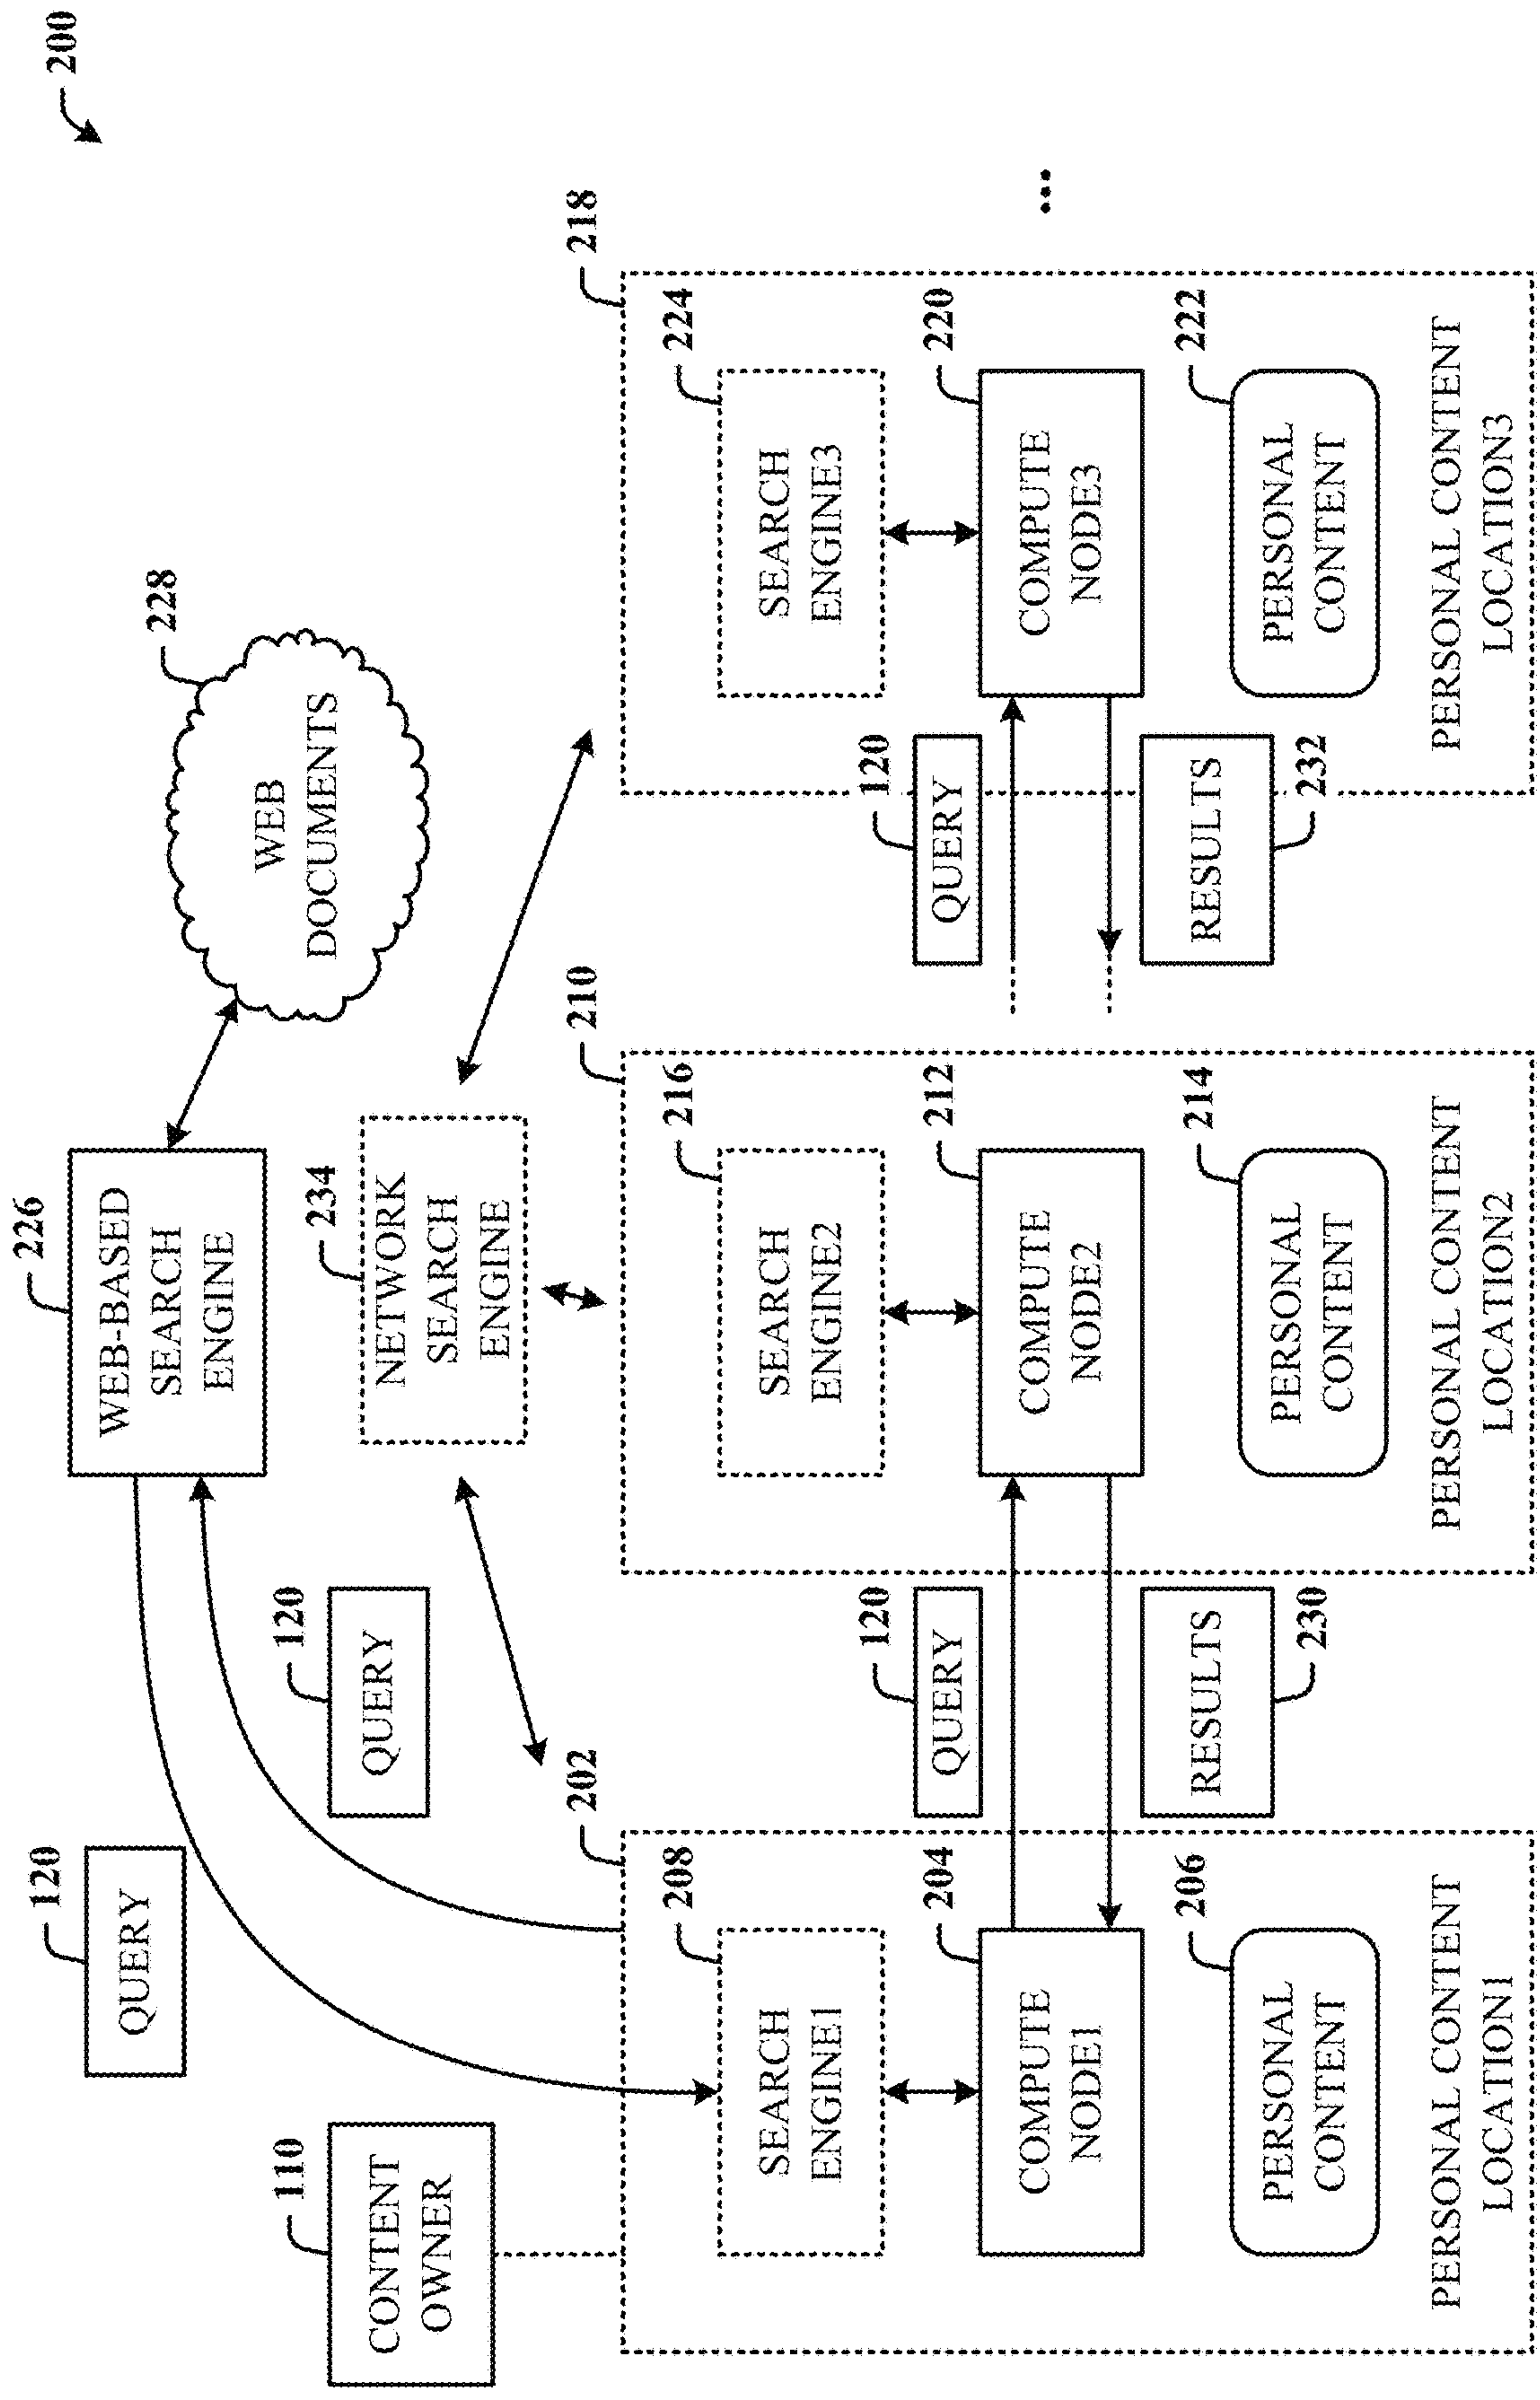 200
226
WEB-BASED
SEARCH
ENGINE
228
WEB
DOCUMENTS
120
QUERY
120
QUERY
234
NETWORK
SEARCH
ENGINE
110
CONTENT
OWNER
202
208
SEARCH
ENGINE1
204
COMPUTE
NODE1
206
PERSONAL
CONTENT
PERSONAL CONTENT
LOCATION1
120
QUERY
RESULTS
230
210
216
SEARCH
ENGINE2
212
COMPUTE
NODE2
214
PERSONAL
CONTENT
PERSONAL CONTENT
LOCATION2
120
QUERY
RESULTS
232
218
224
SEARCH
ENGINE3
220
COMPUTE
NODE3
222
PERSONAL
CONTENT
PERSONAL CONTENT
LOCATION3
...